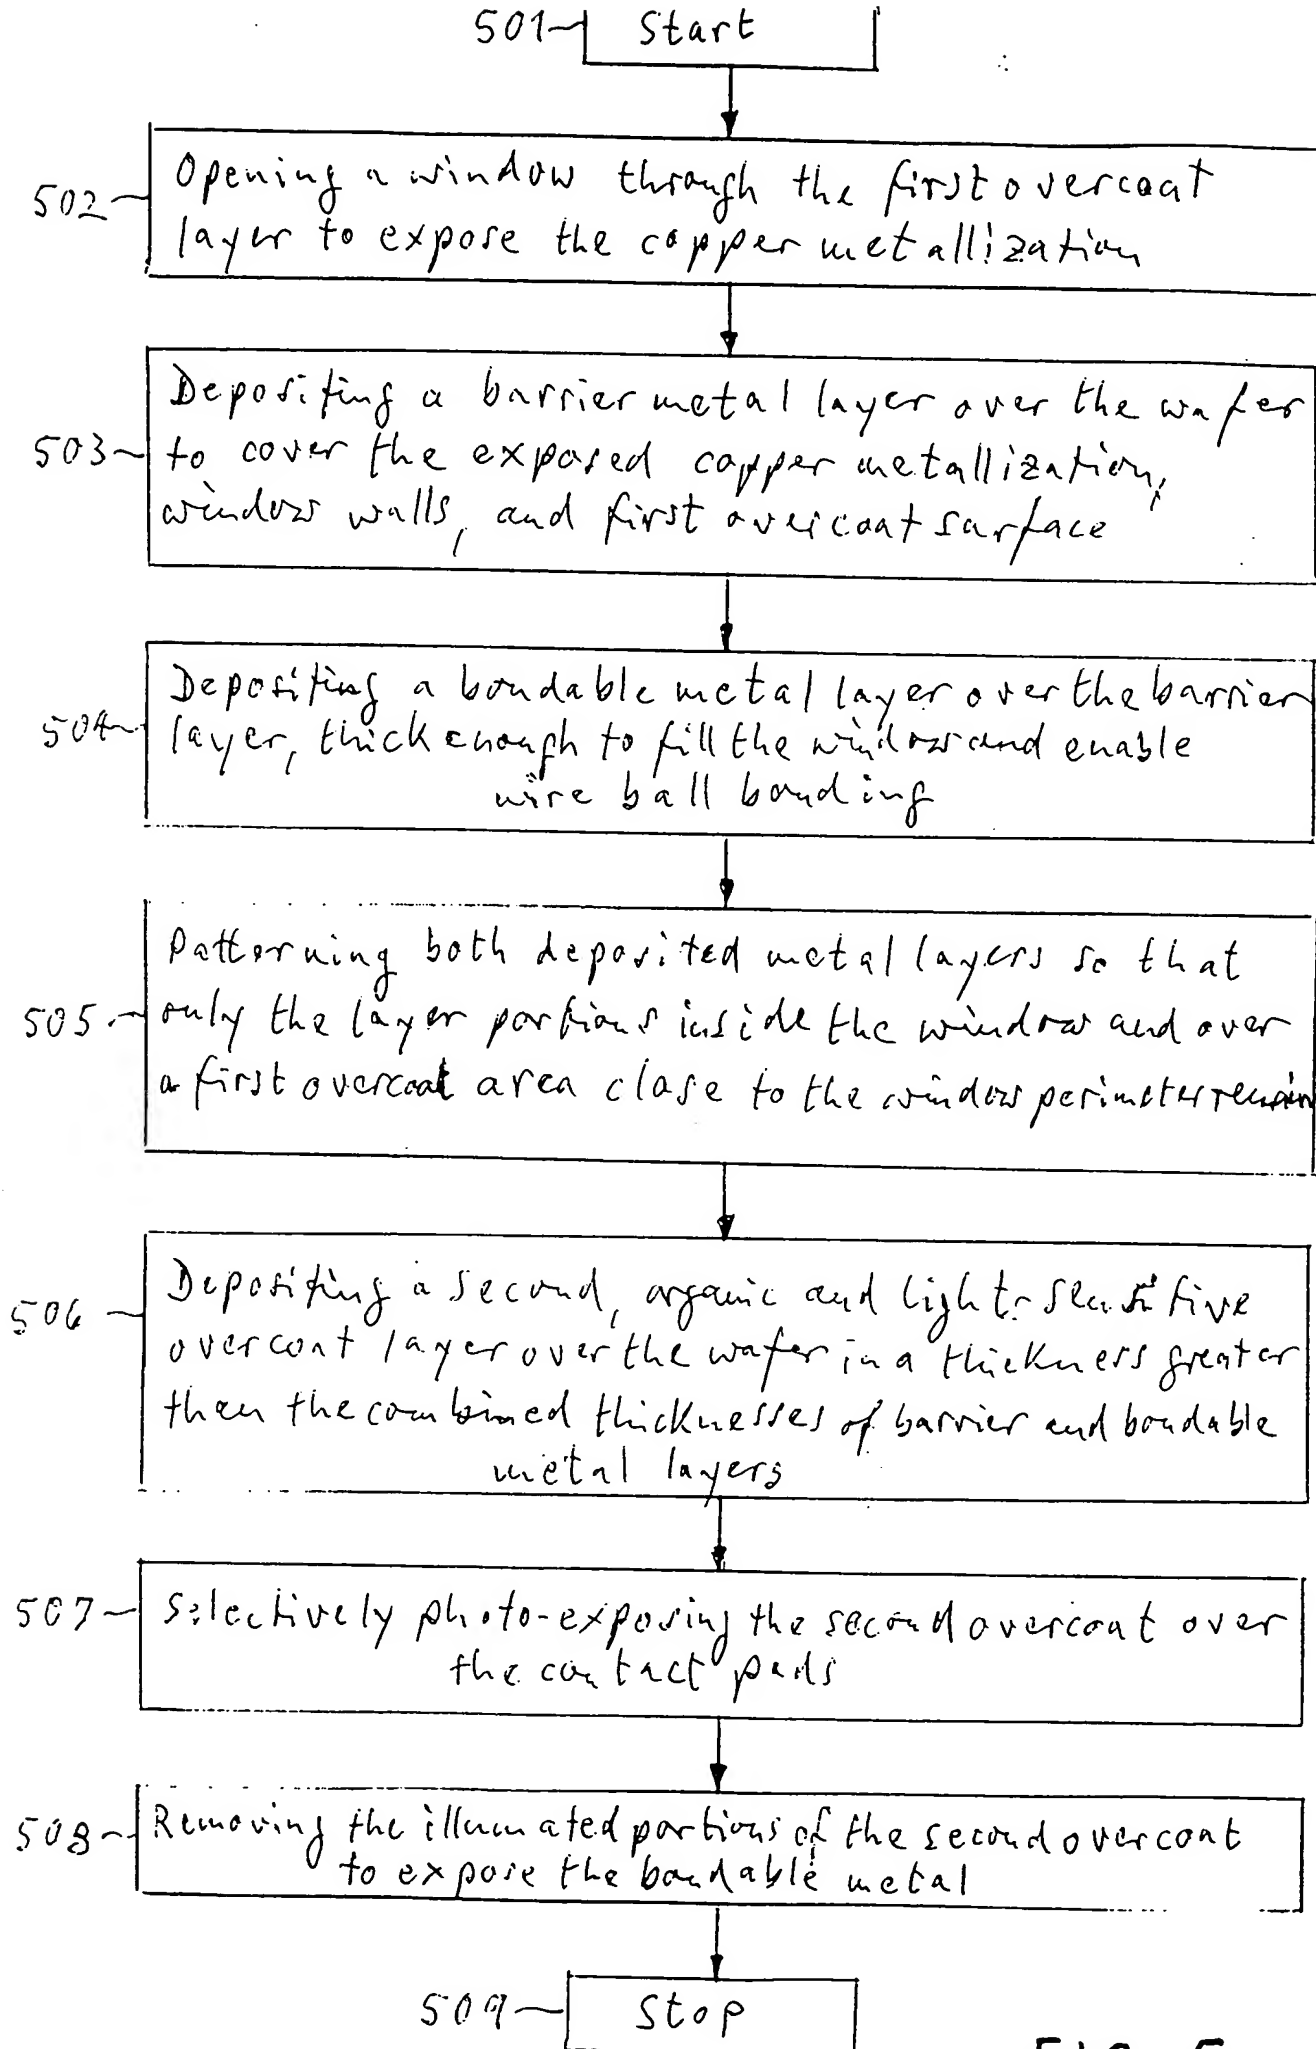 501 Start
502 Opening a window through the first overcoat
layer to expose the copper metallization
503 Depositing a barrier metal layer over the wafer
to cover the exposed copper metallization,
window walls, and first overcoat surface
504 Depositing a bondable metal layer over the barrier
layer, thick enough to fill the window and enable
wire ball bonding
505 Patterning both deposited metal layers so that
only the layer portions inside the window and over
a first overcoat area close to the window perimeter remain
506 Depositing a second, organic and light-sensitive
overcoat layer over the wafer in a thickness greater
then the combined thicknesses of barrier and bondable
metal layers
507 Selectively photo-exposing the second overcoat over
the contact pads
508 Removing the illumated portions of the second overcoat
to expose the bondable metal
509 Stop
FIG. 5